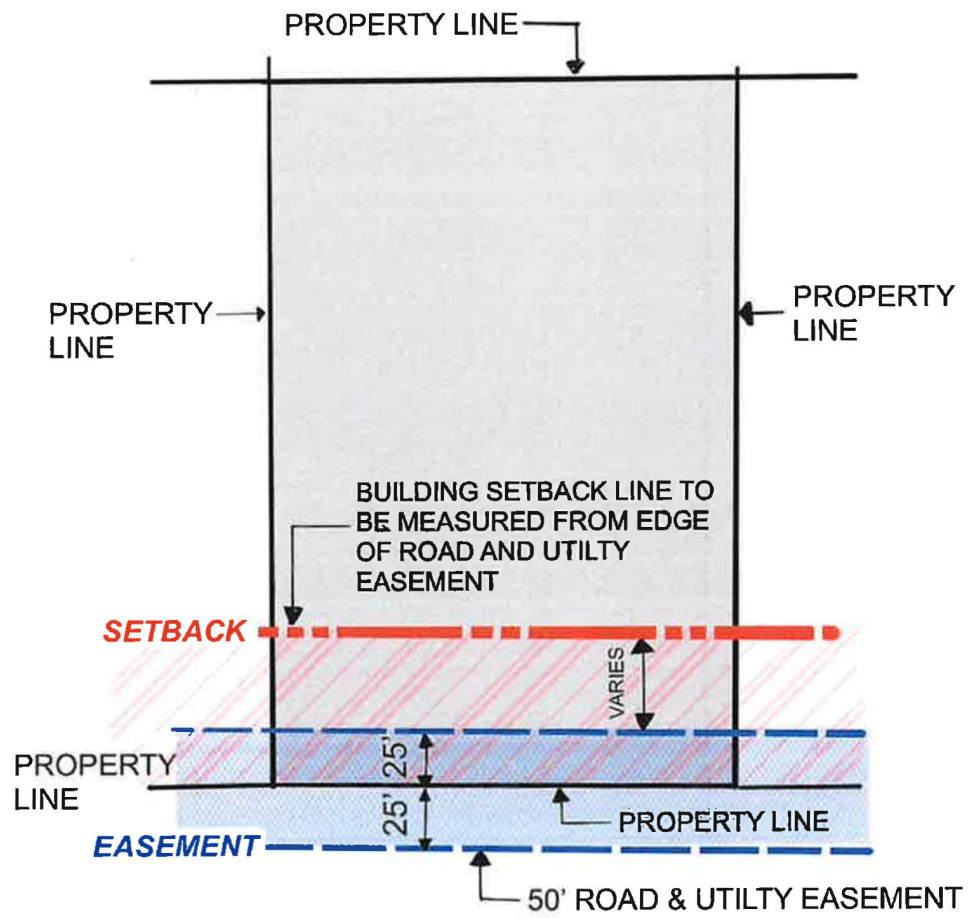 PROPERTY LINE
PROPERTY
LINE
PROPERTY
LINE
BUILDING SETBACK LINE TO
BE MEASURED FROM EDGE
OF ROAD AND UTILTY
EASEMENT
SETBACK
VARIES
25'
PROPERTY
LINE
25'
PROPERTY LINE
EASEMENT
50' ROAD & UTILTY EASEMENT